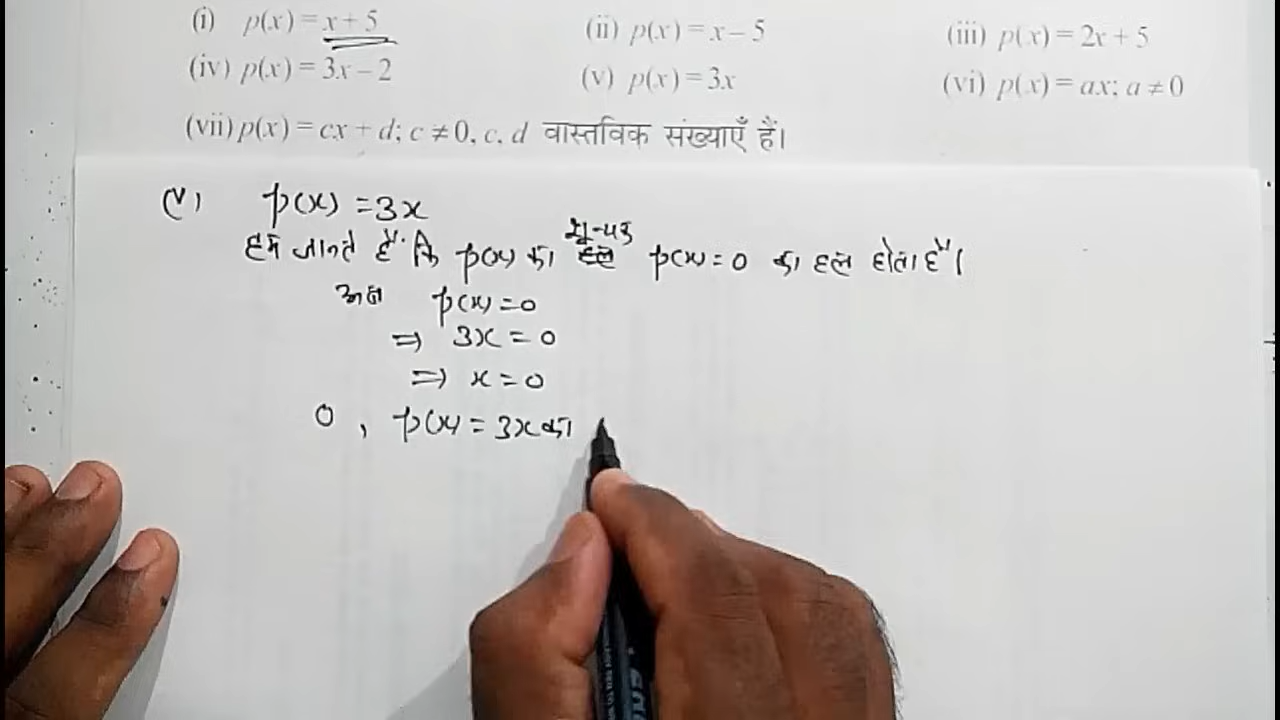 (i) p(x) = x + 5 (ii) p(x) = x – 5 (iii) p(x) = 2x + 5
(iv) p(x) = 3x – 2 (v) p(x) = 3x (vi) p(x) = ax; a ≠ 0
(vii) p(x) = cx + d; c ≠ 0, c, d वास्तविक संख्याएँ हैं।
(v) p(x) = 3x
शून्यक
हम जानते हैं कि p(x) का हल p(x) = 0 का हल होता हैं।
अतः p(x) = 0
⇒ 3x = 0
⇒ x = 0
0 , p(x) = 3x का